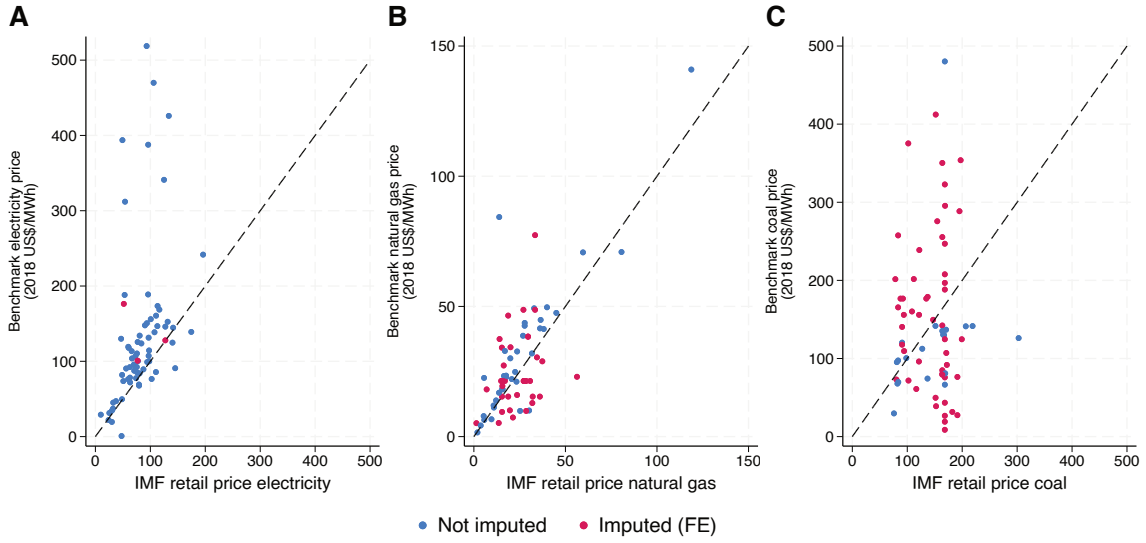 A
Benchmark electricity price
(2018 US$/MWh)
500
400
300
200
100
0
0 100 200 300 400 500
IMF retail price electricity
B
Benchmark natural gas price
(2018 US$/MWh)
150
100
50
0
0 50 100 150
IMF retail price natural gas
C
Benchmark coal price
(2018 US$/MWh)
500
400
300
200
100
0
0 100 200 300 400 500
IMF retail price coal
Not imputed Imputed (FE)